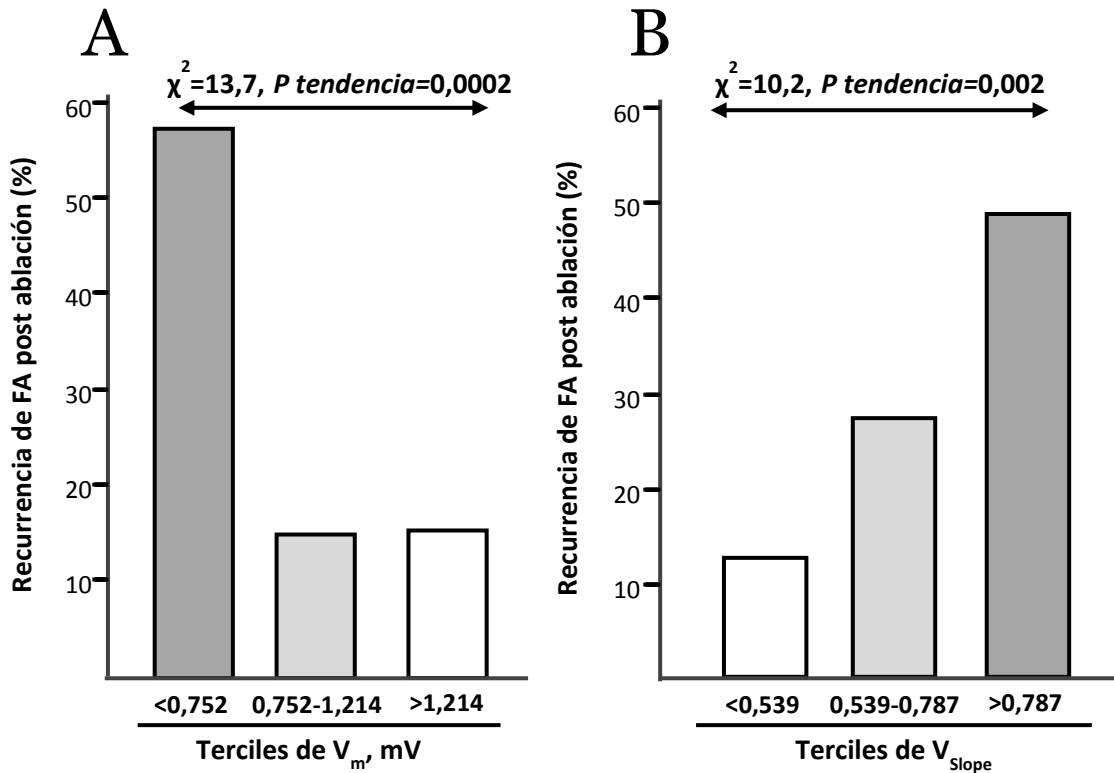 A
χ²=13,7, P tendencia=0,0002
Recurrencia de FA post ablación (%)
60
50
40
30
20
10
<0,752 0,752-1,214 >1,214
Terciles de Vm, mV
B
χ²=10,2, P tendencia=0,002
Recurrencia de FA post ablación (%)
60
50
40
30
20
10
<0,539 0,539-0,787 >0,787
Terciles de VSlope